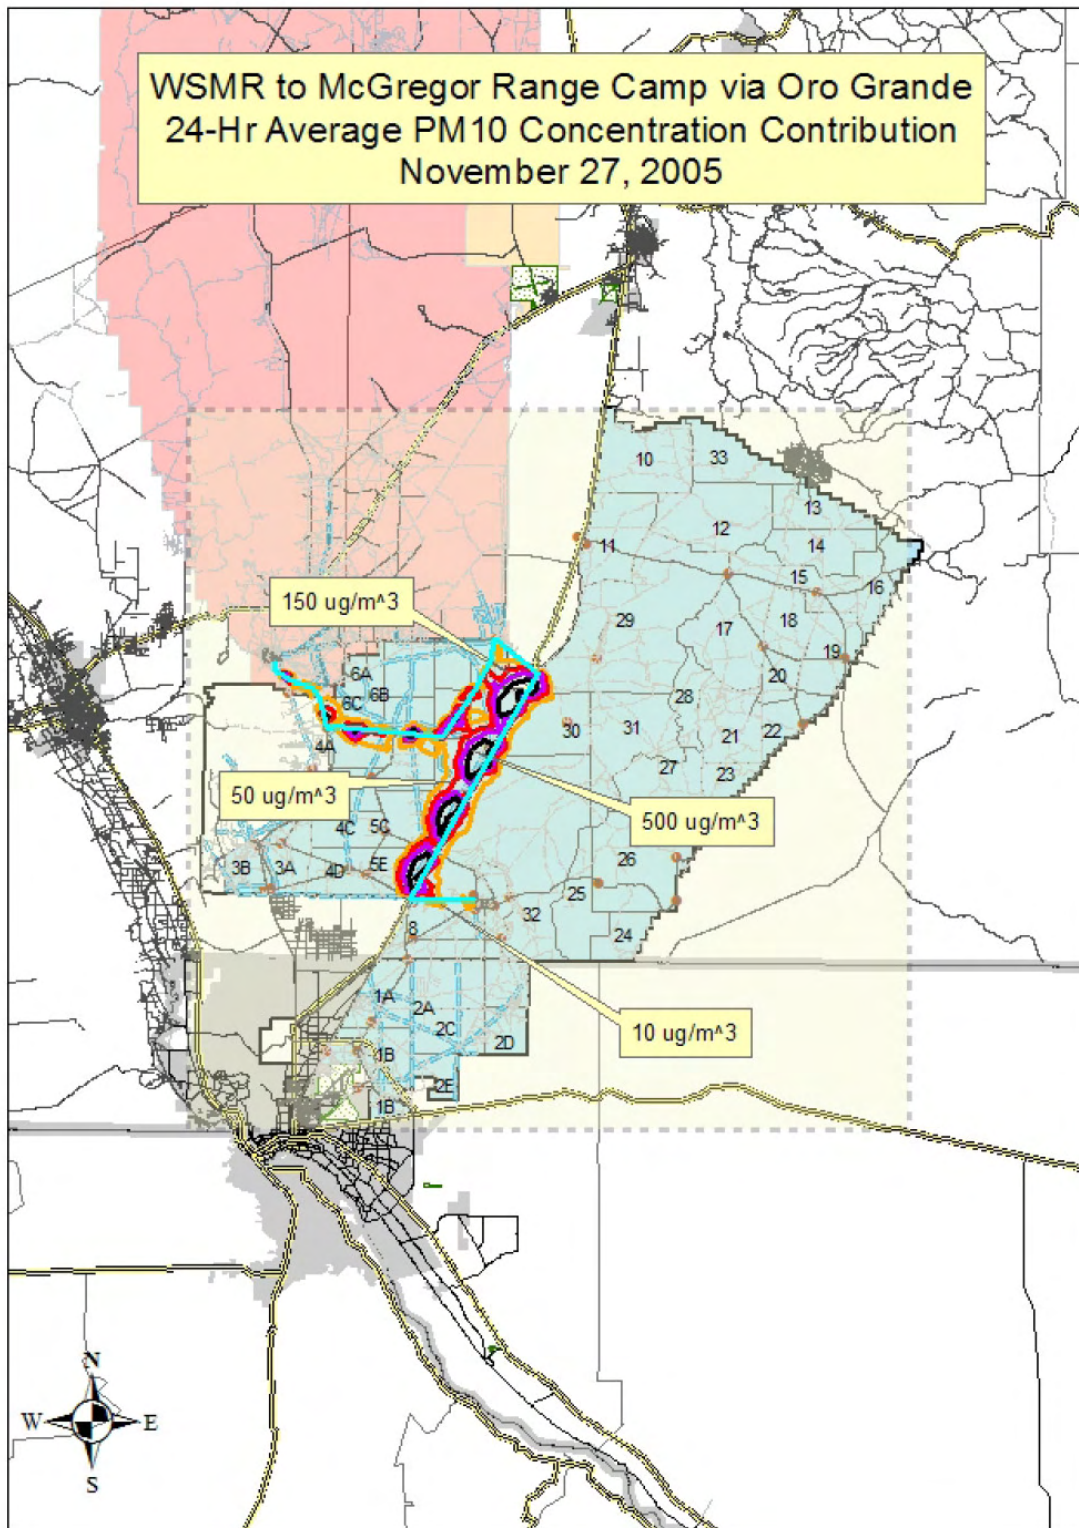 WSMR to McGregor Range Camp via Oro Grande
24-Hr Average PM10 Concentration Contribution
November 27, 2005
10
33
13
12
14
11
15
16
150 ug/m^3
29
18
17
19
6A
20
6B
28
6C
30
31
22
21
4A
27
23
50 ug/m^3
500 ug/m^3
4C
5C
26
5E
3B
3A
4D
25
32
24
8
1A
2A
2C
10 ug/m^3
2D
1B
2E
1B
N
W
E
S